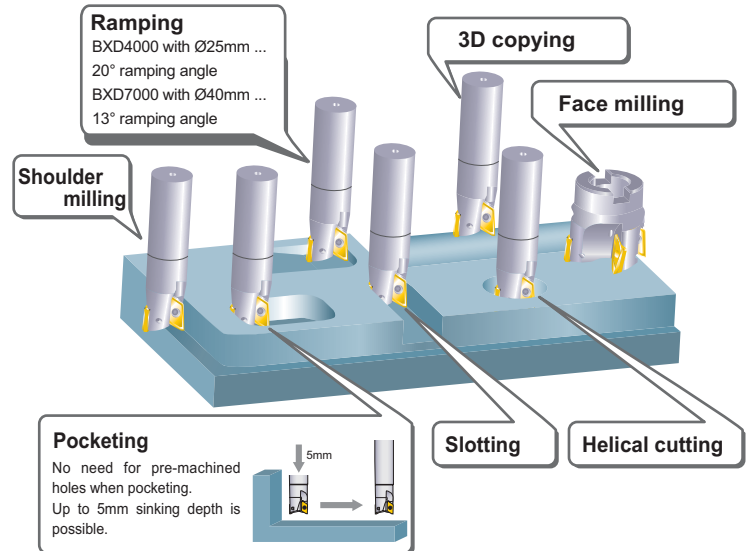 Ramping
BXD4000 with Ø25mm ...
20° ramping angle
BXD7000 with Ø40mm ...
13° ramping angle
3D copying
Face milling
Shoulder
milling
Pocketing
No need for pre-machined
holes when pocketing.
Up to 5mm sinking depth is
possible.
5mm
Slotting
Helical cutting